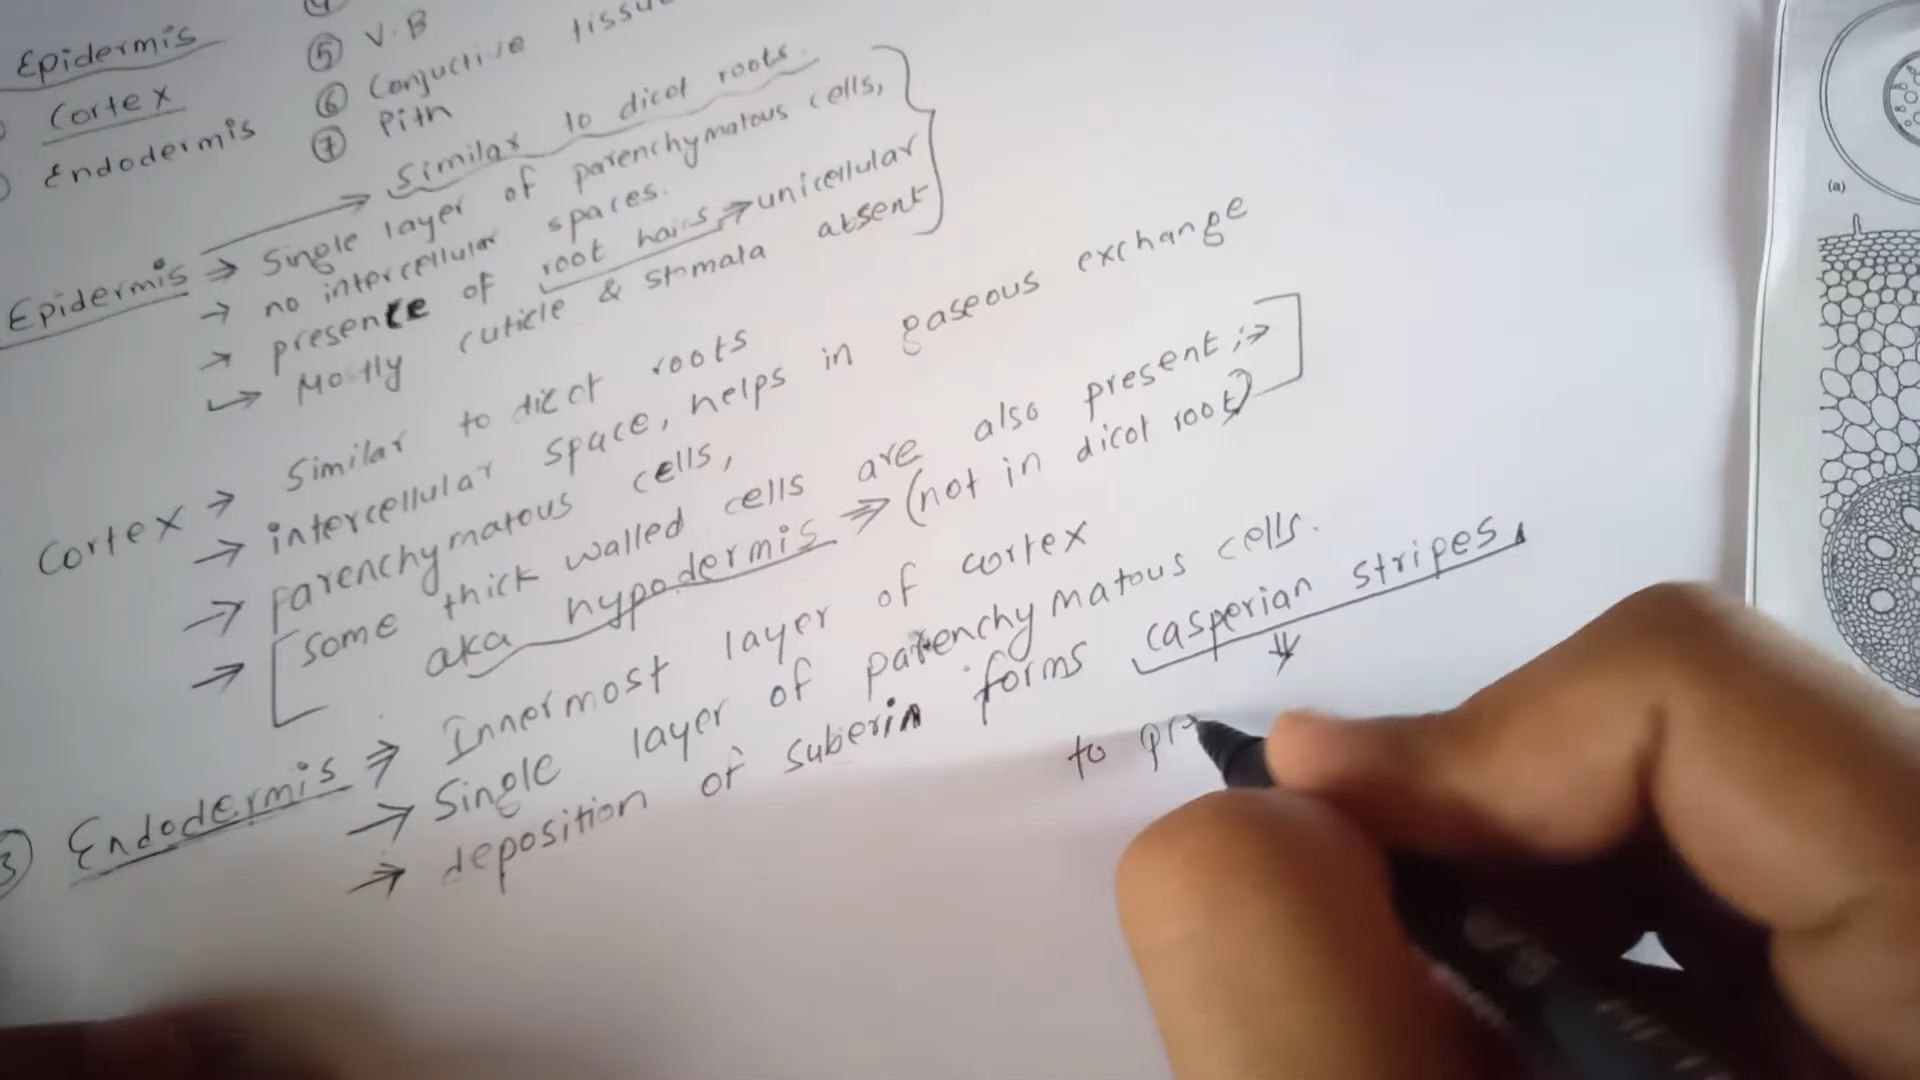 Epidermis
Cortex
Endodermis
⑤ V.B
⑥ Conjuctive tissu
⑦ Pith
Epidermis → Similar to dicot roots.
→ Single layer of parenchymatous cells,
→ no intercellular spaces.
→ presence of root hairs → unicellular
↳ Mostly cuticle & stomata absent
Cortex → Similar to dicot roots
→ intercellular space, helps in gaseous exchange
→ parenchymatous cells,
→ some thick walled cells are also present ;→
aka hypodermis ⇒ (not in dicot root)
3 Endodermis ⇒ Innermost layer of cortex
→ Single layer of parenchymatous cells.
→ deposition of suberin forms casperian stripes
to pr
(a)